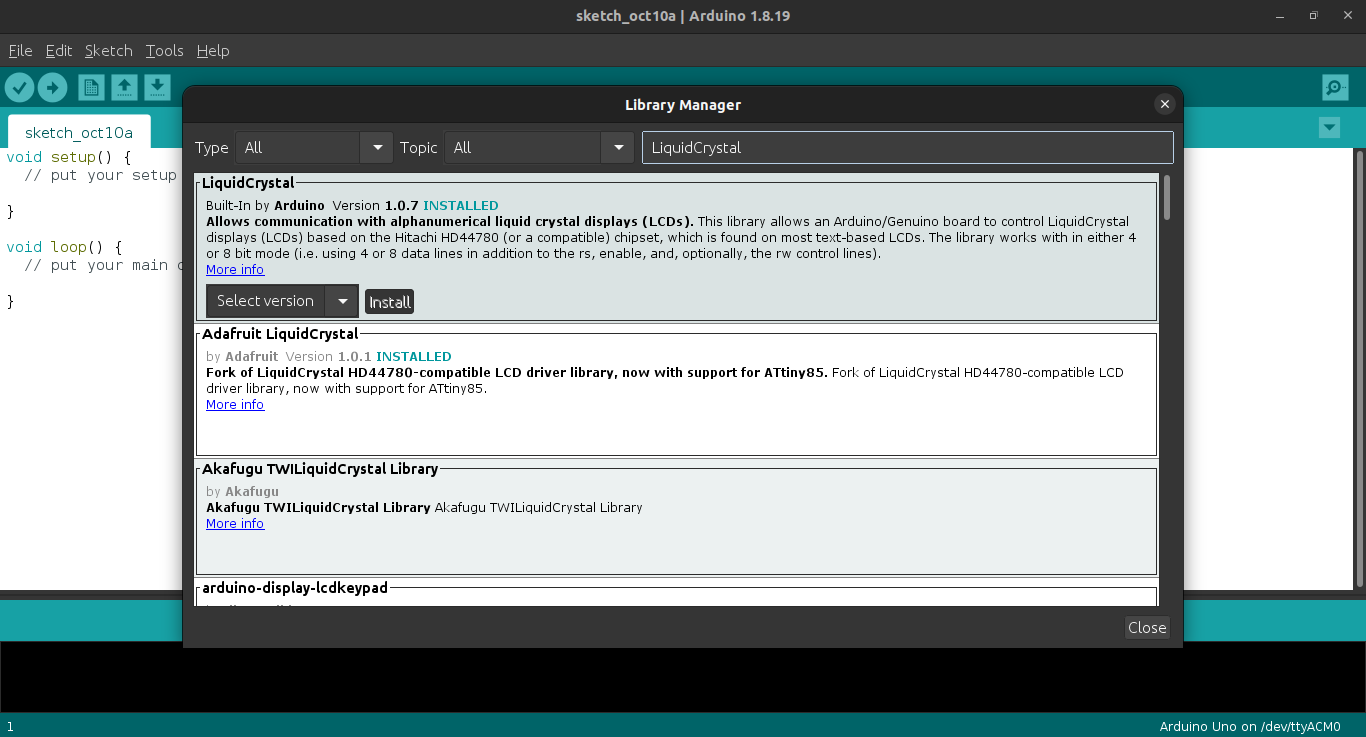 sketch_oct10a | Arduino 1.8.19
File Edit Sketch Tools Help
Library Manager
sketch_oct10a
Type All Topic All LiquidCrystal
void setup() {
// put your setup
}
void loop() {
// put your main
}
LiquidCrystal
Built-In by Arduino Version 1.0.7 INSTALLED
Allows communication with alphanumerical liquid crystal displays (LCDs). This library allows an Arduino/Genuino board to control LiquidCrystal
displays (LCDs) based on the Hitachi HD44780 (or a compatible) chipset, which is found on most text-based LCDs. The library works with in either 4
or 8 bit mode (i.e. using 4 or 8 data lines in addition to the rs, enable, and, optionally, the rw control lines).
More info
Select version Install
Adafruit LiquidCrystal
by Adafruit Version 1.0.1 INSTALLED
Fork of LiquidCrystal HD44780-compatible LCD driver library, now with support for ATtiny85. Fork of LiquidCrystal HD44780-compatible LCD
driver library, now with support for ATtiny85.
More info
Akafugu TWILiquidCrystal Library
by Akafugu
Akafugu TWILiquidCrystal Library Akafugu TWILiquidCrystal Library
More info
arduino-display-lcdkeypad
Close
1
Arduino Uno on /dev/ttyACM0